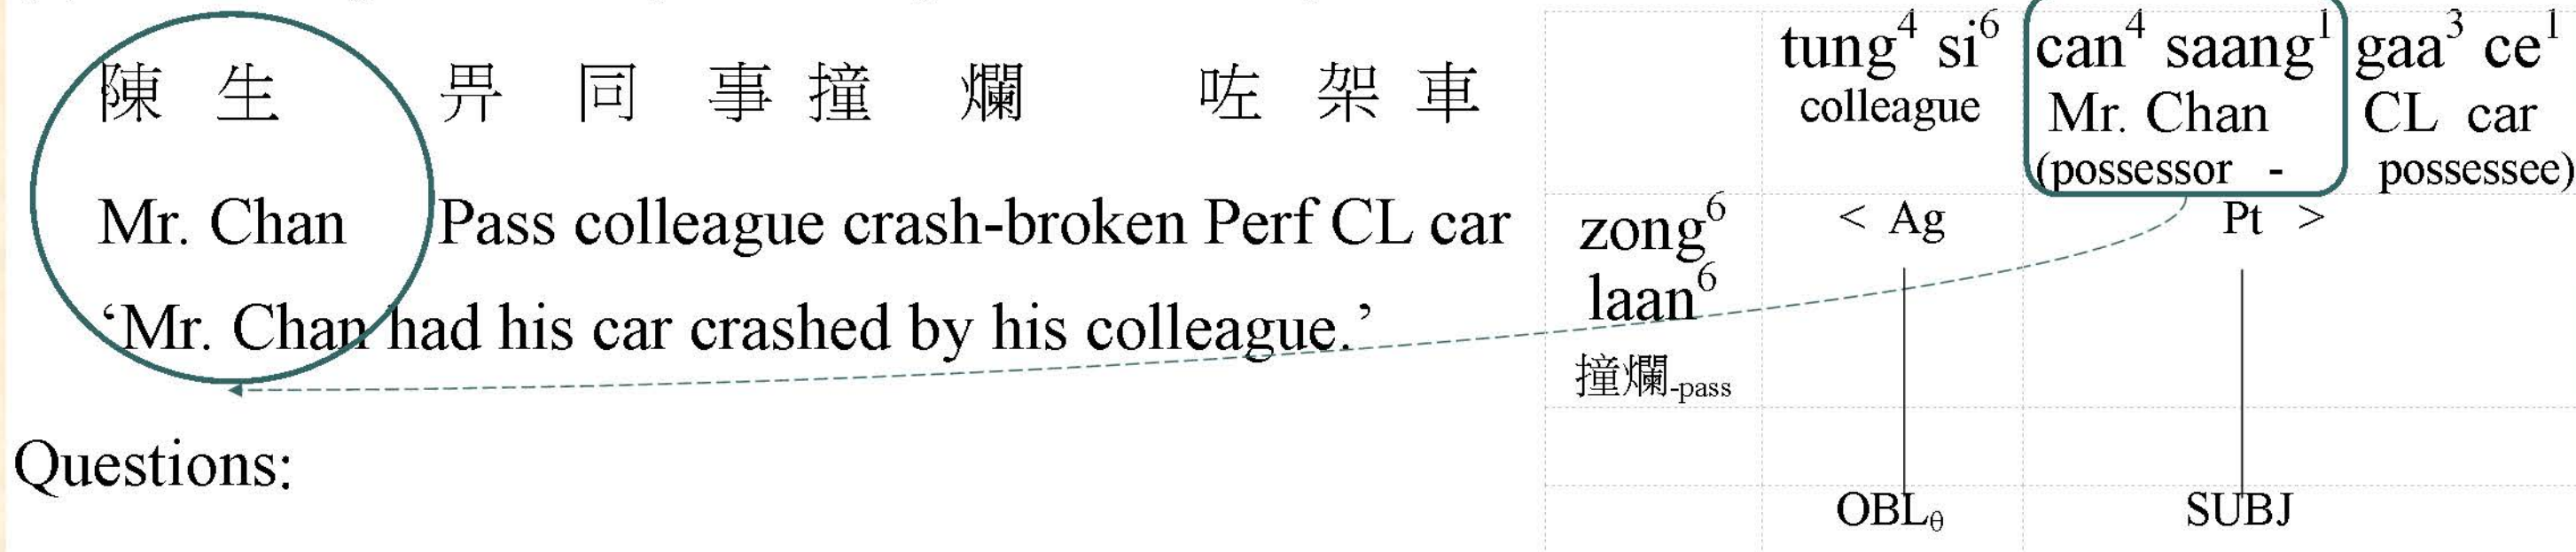 陳 生 畀 同 事 撞 爛 咗 架 車
Mr. Chan Pass colleague crash-broken Perf CL car
‘Mr. Chan had his car crashed by his colleague.’
Questions:
tung⁴ si⁶ can⁴ saang¹ gaa³ ce¹
colleague Mr. Chan CL car
(possessor - possessee)
zong⁶ < Ag Pt >
laan⁶
撞爛-pass
OBLθ SUBJ